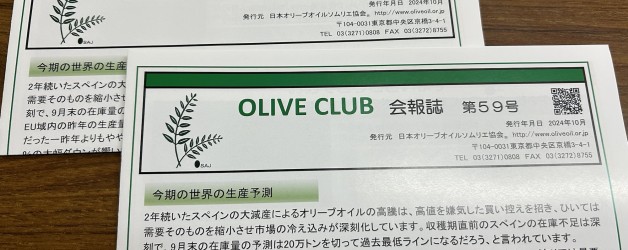 発行年月日 2024年10月
発行元 日本オリーブオイルソムリエ協会。 http://www.oliveoil.or.jp
〒104-0031東京都中央区京橋3-4-1
TEL 03(3271)0808 FAX 03(3272)8755
SAJ
今期の世界の生産
2年続いたスペインの大
需要そのものを縮小させ
刻で、9月末の在庫量の
EU域内の昨年の生産量
だった一昨年よりもやや
OLIVE CLUB 会報誌 第59号
発行年月日 2024年10月
発行元 日本オリーブオイルソムリエ協会。 http://www.oliveoil.or.jp
〒104-0031東京都中央区京橋3-4-1
TEL 03(3271)0808 FAX 03(3272)8755
SAJ
今期の世界の生産予測
2年続いたスペインの大減産によるオリーブオイルの高騰は、高値を嫌気した買い控えを招き、ひいては
需要そのものを縮小させ市場の冷え込みが深刻化しています。収穫期直前のスペインの在庫不足は深
刻で、9月末の在庫量の予測は20万トンを切って過去最低ラインになるだろう、と言われています。